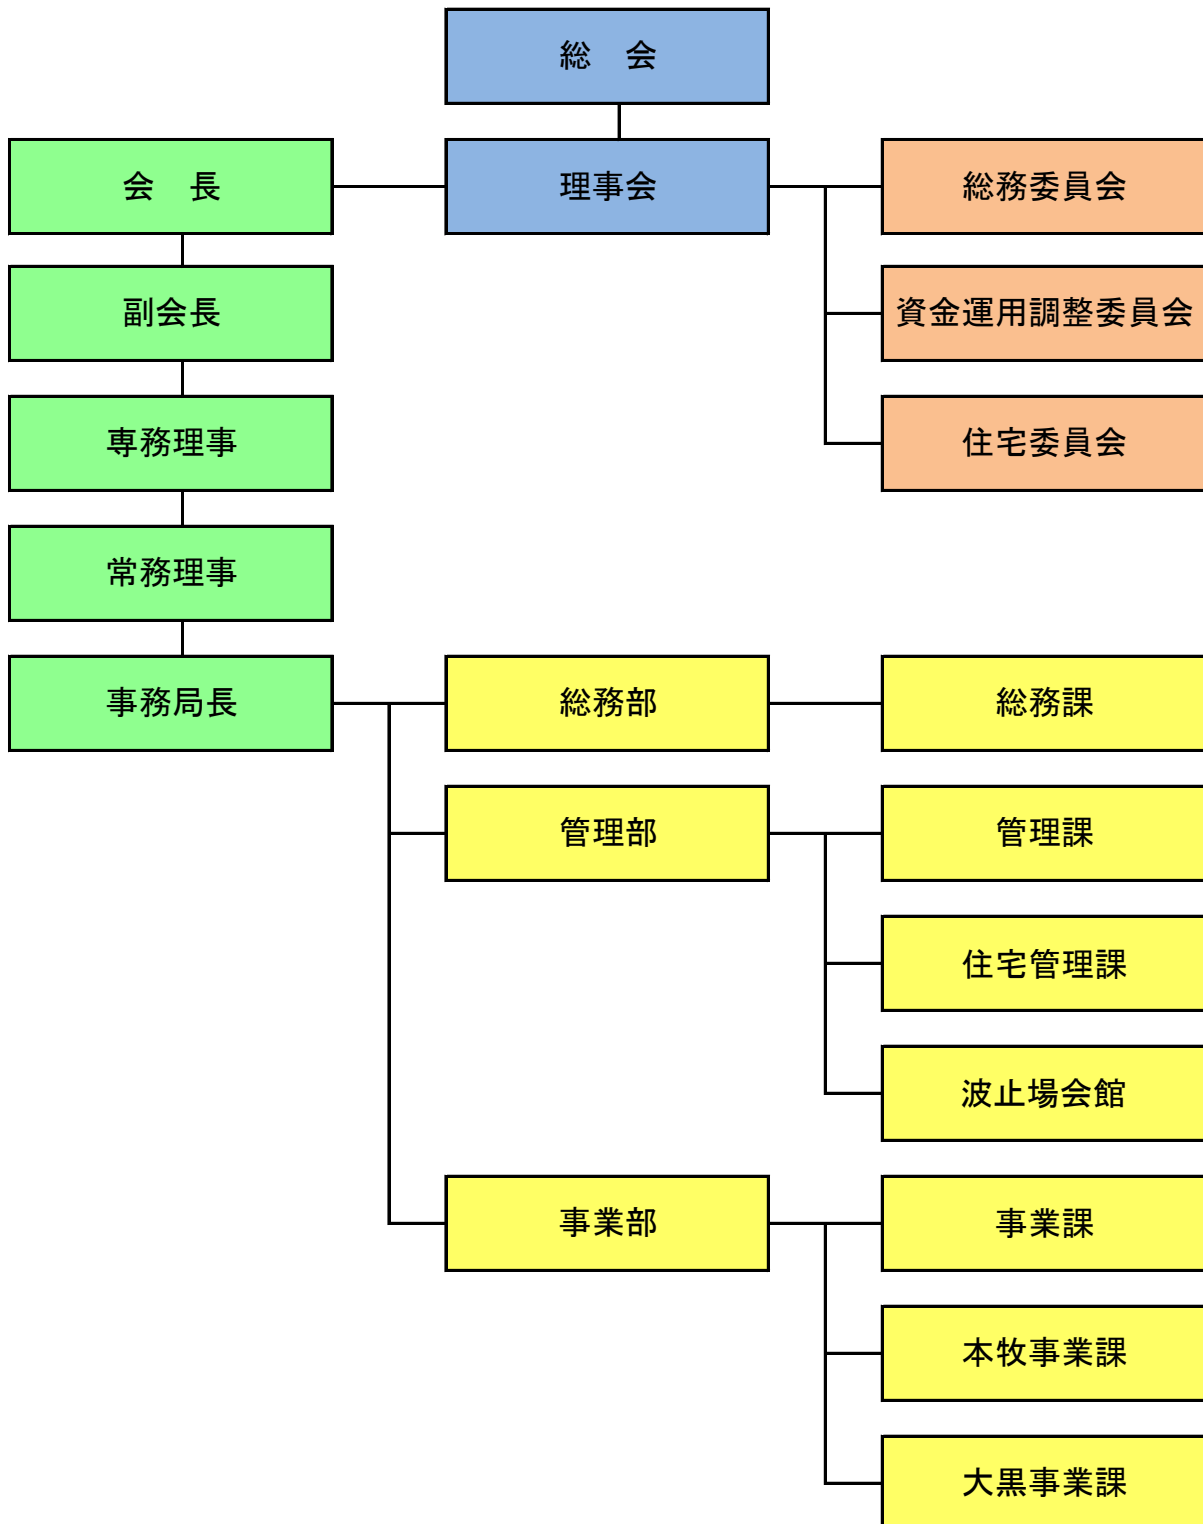 総　会
会　長
理事会
総務委員会
副会長
資金運用調整委員会
専務理事
住宅委員会
常務理事
事務局長
総務部
総務課
管理部
管理課
住宅管理課
波止場会館
事業部
事業課
本牧事業課
大黒事業課